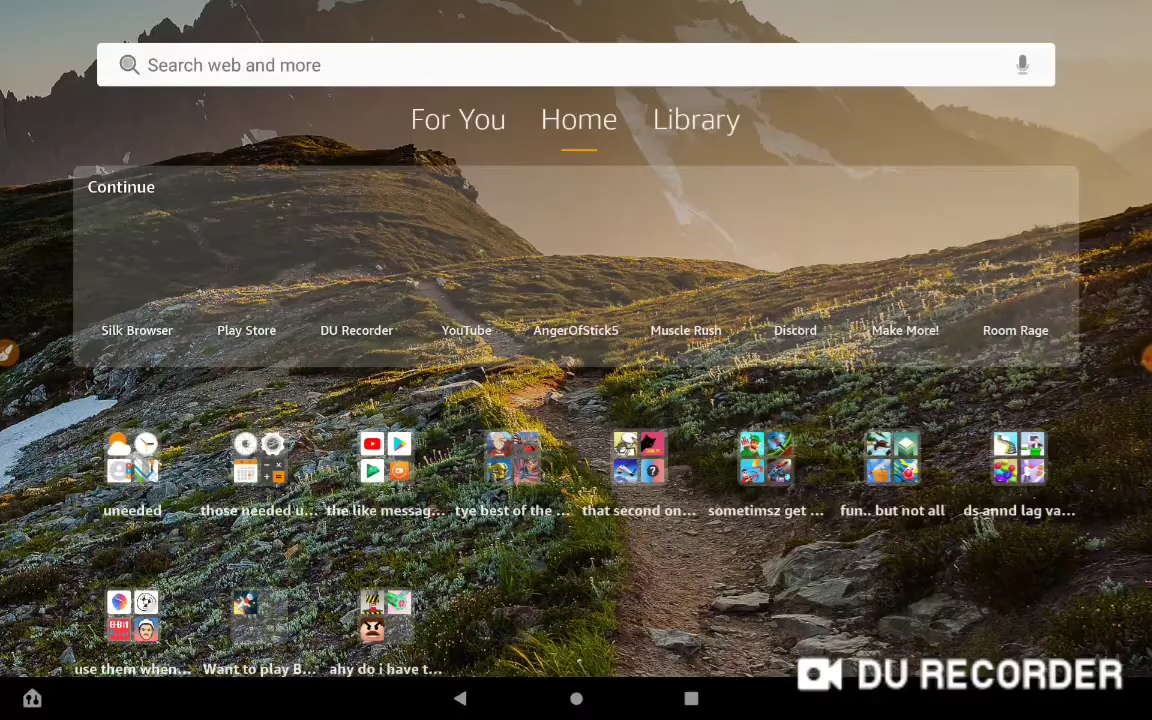 Search web and more
For You Home Library
Continue
Silk Browser Play Store DU Recorder YouTube AngerOfStick5 Muscle Rush Discord Make More! Room Rage
uneeded those needed u... the like messag... tye best of the ... that second on... sometimsz get ... fun.. but not all ds annd lag va...
8-BIT
use them when... Want to play B... ahy do i have t...
DU RECORDER